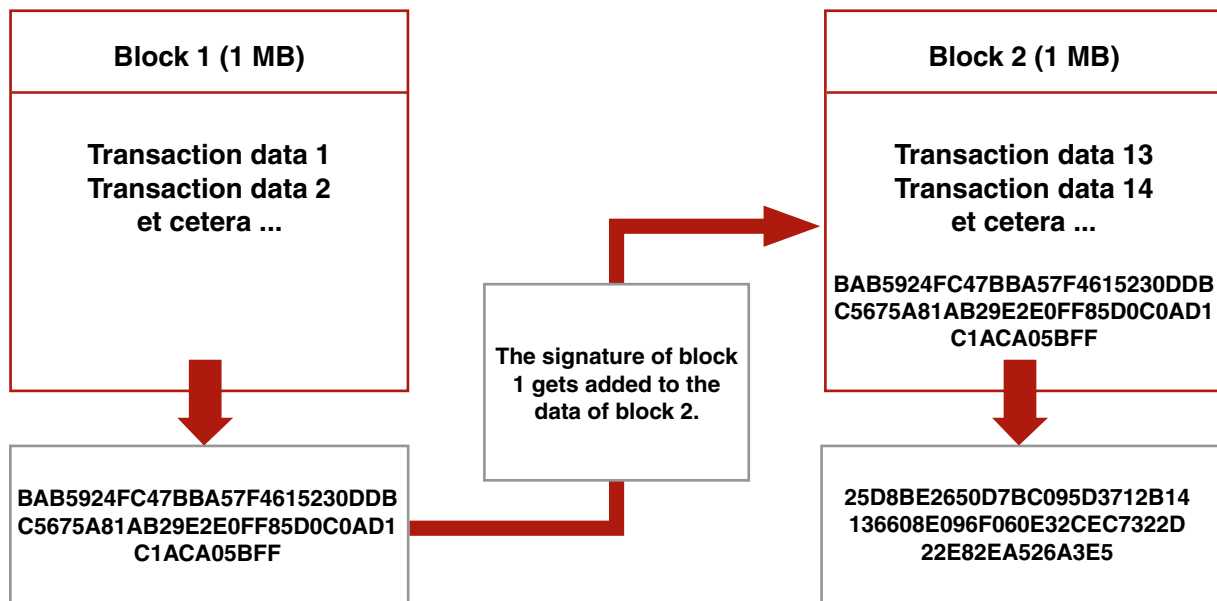 Block 1 (1 MB)
Transaction data 1
Transaction data 2
et cetera ...
BAB5924FC47BBA57F4615230DDB
C5675A81AB29E2E0FF85D0C0AD1
C1ACA05BFF
The signature of block
1 gets added to the
data of block 2.
Block 2 (1 MB)
Transaction data 13
Transaction data 14
et cetera ...
BAB5924FC47BBA57F4615230DDB
C5675A81AB29E2E0FF85D0C0AD1
C1ACA05BFF
25D8BE2650D7BC095D3712B14
136608E096F060E32CEC7322D
22E82EA526A3E5